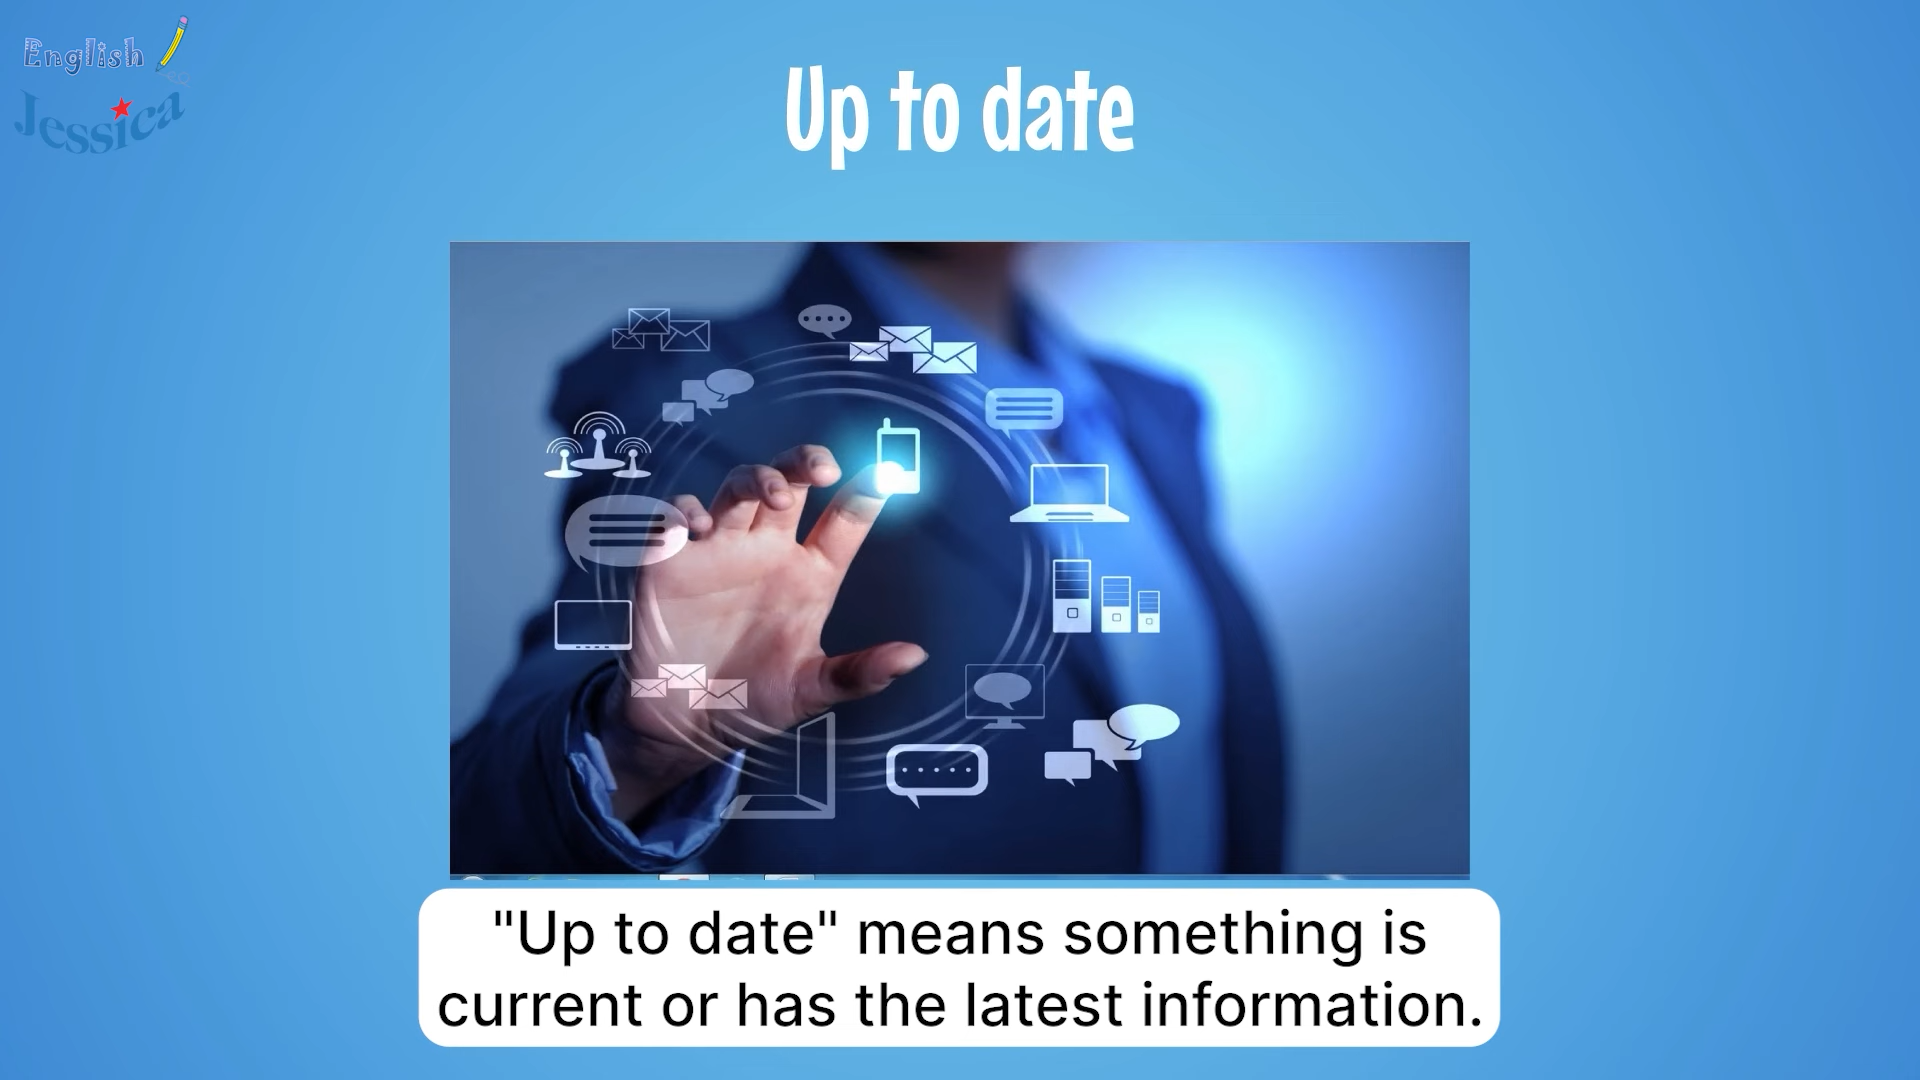 English
Jessica
Up to date
"Up to date" means something is
current or has the latest information.